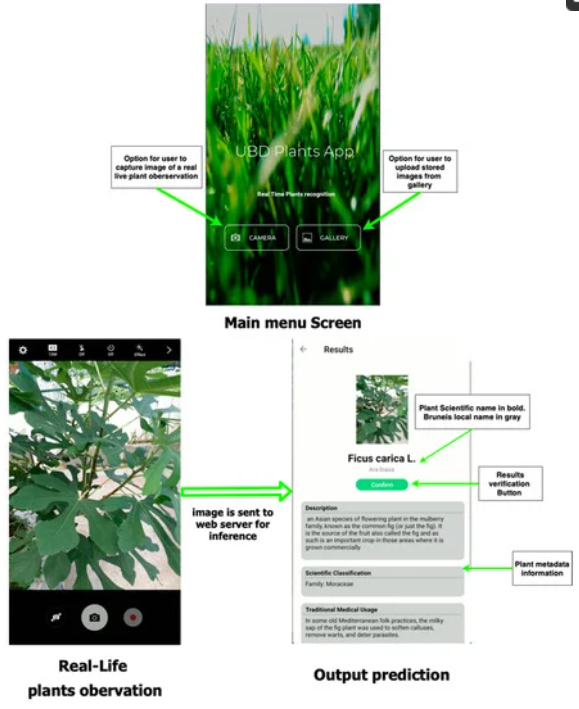 UBD Plants App
Option for user to
capture image of a real
live plant oberservation
Option for user to
upload stored
images from
gallery
Real Time Plants recognition
CAMERA
GALLERY
Main menu Screen
Off
Off
Effect
← Results
Plant Scientific name in bold.
Bruneis local name in gray
Ficus carica L.
Ara biasa
Confirm
Results
verification
Button
image is sent to
web server for
inference
Description
an Asian species of flowering plant in the mulberry
family, known as the common fig (or just the fig). It
is the source of the fruit also called the fig and as
such is an important crop in those areas where it is
grown commercially
Plant metadata
information
Scientific Classification
Family: Moraceae
Traditional Medical Usage
In some old Mediterranean folk practices, the milky
sap of the fig plant was used to soften calluses,
remove warts, and deter parasites.
Real-Life
plants obervation
Output prediction